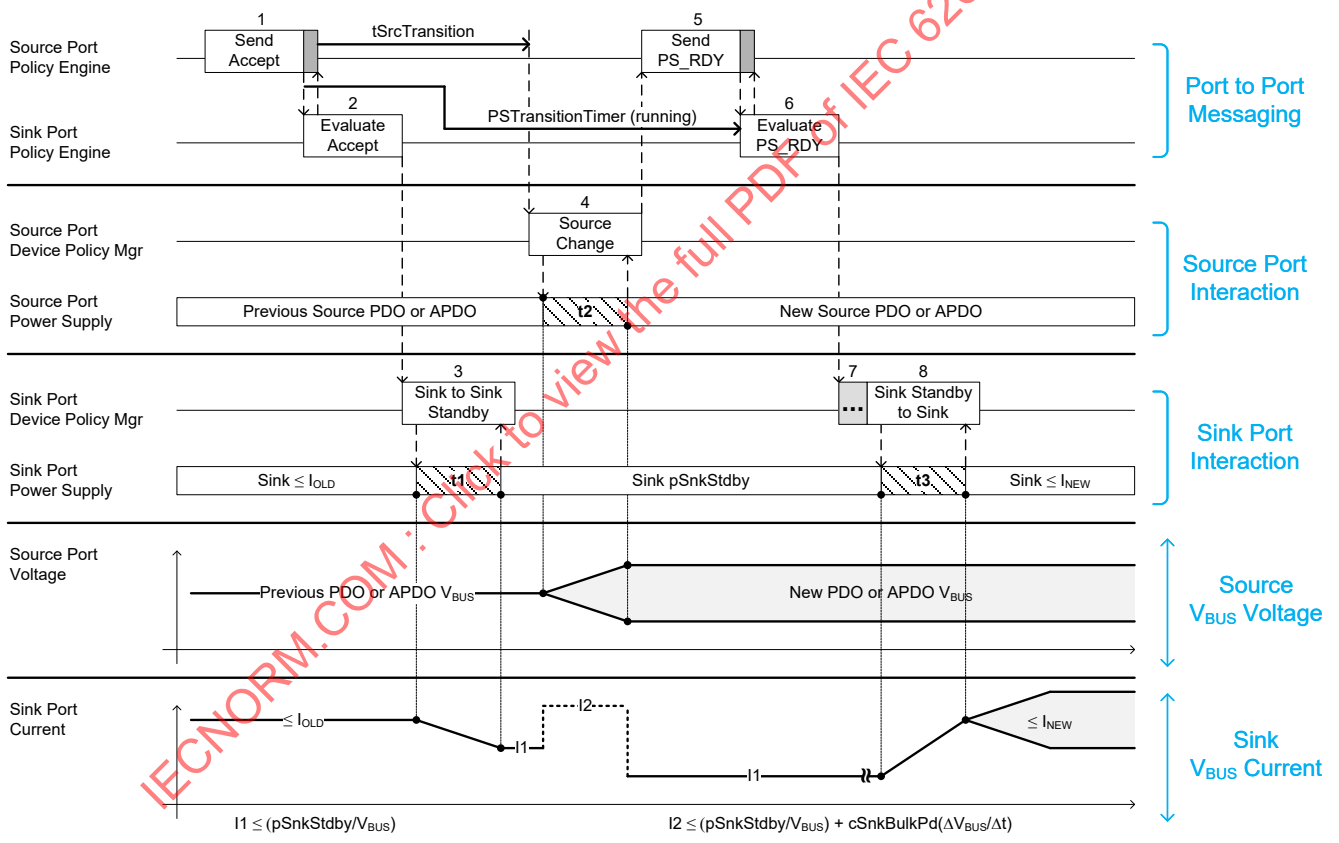 1
5
Source Port
Policy Engine
Send
Accept
tSrcTransition
Send
PS_RDY
2
6
Sink Port
Policy Engine
Evaluate
Accept
PSTransitionTimer (running)
Evaluate
PS_RDY
Port to Port
Messaging
4
Source Port
Device Policy Mgr
Source
Change
Source Port
Power Supply
Previous Source PDO or APDO
t2
New Source PDO or APDO
Source Port
Interaction
3
7
8
Sink Port
Device Policy Mgr
Sink to Sink
Standby
...
Sink Standby
to Sink
Sink Port
Power Supply
Sink ≤ IOLD
t1
Sink pSnkStdby
t3
Sink ≤ INEW
Sink Port
Interaction
Source Port
Voltage
Previous PDO or APDO VBUS
New PDO or APDO VBUS
Source
VBUS Voltage
Sink Port
Current
≤ IOLD
I1
I2
I1
≤ INEW
Sink
VBUS Current
I1 ≤ (pSnkStdby/VBUS)
I2 ≤ (pSnkStdby/VBUS) + cSnkBulkPd(ΔVBUS/Δt)
IECNORM.COM : Click to view the full PDF of IEC